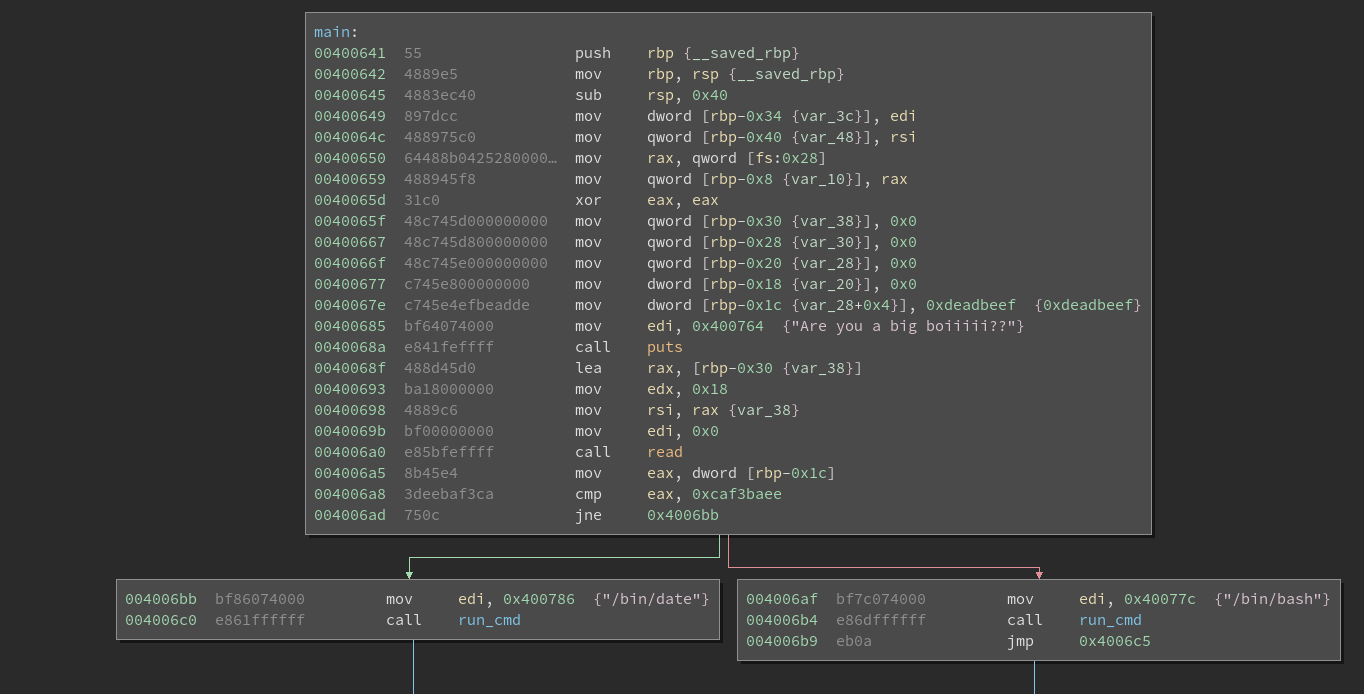 main:
00400641 55 push rbp {__saved_rbp}
00400642 4889e5 mov rbp, rsp {__saved_rbp}
00400645 4883ec40 sub rsp, 0x40
00400649 897dcc mov dword [rbp-0x34 {var_3c}], edi
0040064c 488975c0 mov qword [rbp-0x40 {var_48}], rsi
00400650 64488b0425280000… mov rax, qword [fs:0x28]
00400659 488945f8 mov qword [rbp-0x8 {var_10}], rax
0040065d 31c0 xor eax, eax
0040065f 48c745d000000000 mov qword [rbp-0x30 {var_38}], 0x0
00400667 48c745d800000000 mov qword [rbp-0x28 {var_30}], 0x0
0040066f 48c745e000000000 mov qword [rbp-0x20 {var_28}], 0x0
00400677 c745e800000000 mov dword [rbp-0x18 {var_20}], 0x0
0040067e c745e4efbeadde mov dword [rbp-0x1c {var_28+0x4}], 0xdeadbeef {0xdeadbeef}
00400685 bf64074000 mov edi, 0x400764 {"Are you a big boiiiii??"}
0040068a e841feffff call puts
0040068f 488d45d0 lea rax, [rbp-0x30 {var_38}]
00400693 ba18000000 mov edx, 0x18
00400698 4889c6 mov rsi, rax {var_38}
0040069b bf00000000 mov edi, 0x0
004006a0 e85bfeffff call read
004006a5 8b45e4 mov eax, dword [rbp-0x1c]
004006a8 3deebaf3ca cmp eax, 0xcaf3baee
004006ad 750c jne 0x4006bb
004006bb bf86074000 mov edi, 0x400786 {"/bin/date"}
004006c0 e861ffffff call run_cmd
004006af bf7c074000 mov edi, 0x40077c {"/bin/bash"}
004006b4 e86dffffff call run_cmd
004006b9 eb0a jmp 0x4006c5